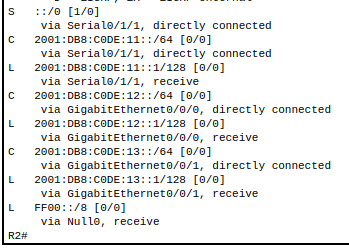 S   ::/0 [1/0]
     via Serial0/1/1, directly connected
C   2001:DB8:C0DE:11::/64 [0/0]
     via Serial0/1/1, directly connected
L   2001:DB8:C0DE:11::1/128 [0/0]
     via Serial0/1/1, receive
C   2001:DB8:C0DE:12::/64 [0/0]
     via GigabitEthernet0/0/0, directly connected
L   2001:DB8:C0DE:12::1/128 [0/0]
     via GigabitEthernet0/0/0, receive
C   2001:DB8:C0DE:13::/64 [0/0]
     via GigabitEthernet0/0/1, directly connected
L   2001:DB8:C0DE:13::1/128 [0/0]
     via GigabitEthernet0/0/1, receive
L   FF00::/8 [0/0]
     via Null0, receive
R2#